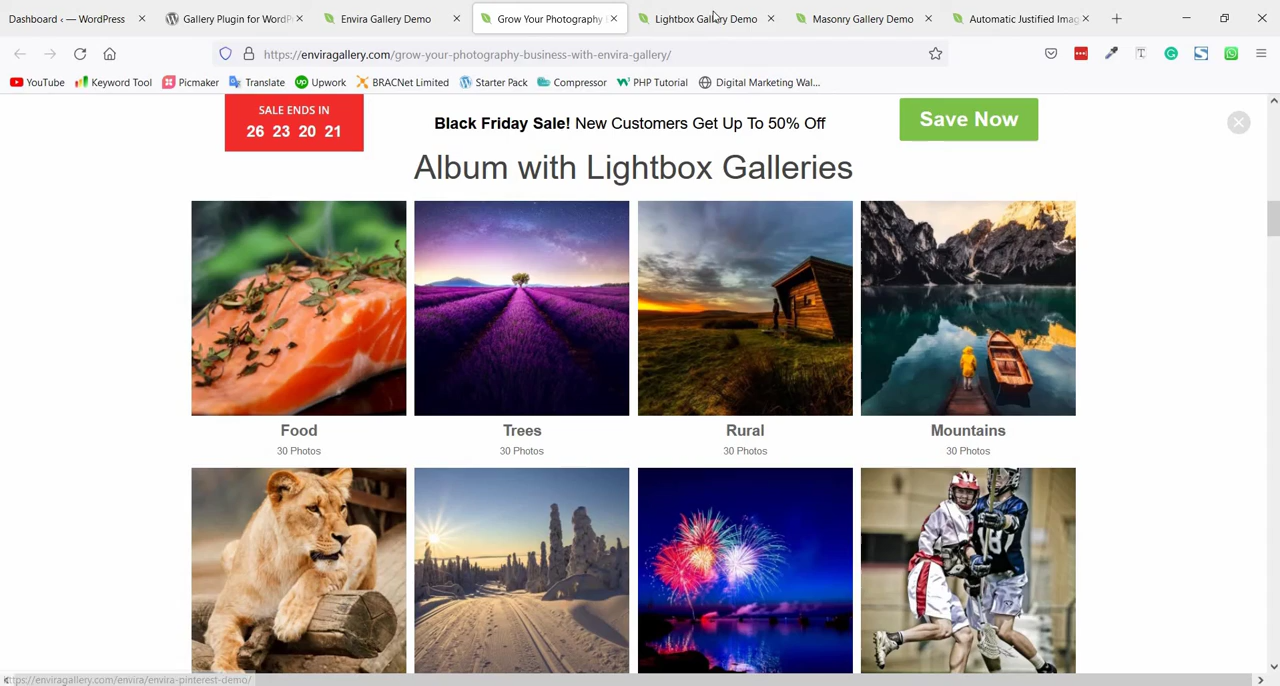 Dashboard ‹ — WordPress
Gallery Plugin for WordP
Envira Gallery Demo
Grow Your Photography
Lightbox Gallery Demo
Masonry Gallery Demo
Automatic Justified Imag
https://enviragallery.com/grow-your-photography-business-with-envira-gallery/
YouTube
Keyword Tool
Picmaker
Translate
Upwork
BRACNet Limited
Starter Pack
Compressor
PHP Tutorial
Digital Marketing Wal...
SALE ENDS IN
26 23 20 21
Black Friday Sale! New Customers Get Up To 50% Off
Save Now
Album with Lightbox Galleries
Food
30 Photos
Trees
30 Photos
Rural
30 Photos
Mountains
30 Photos
https://enviragallery.com/envira/envira-pinterest-demo/